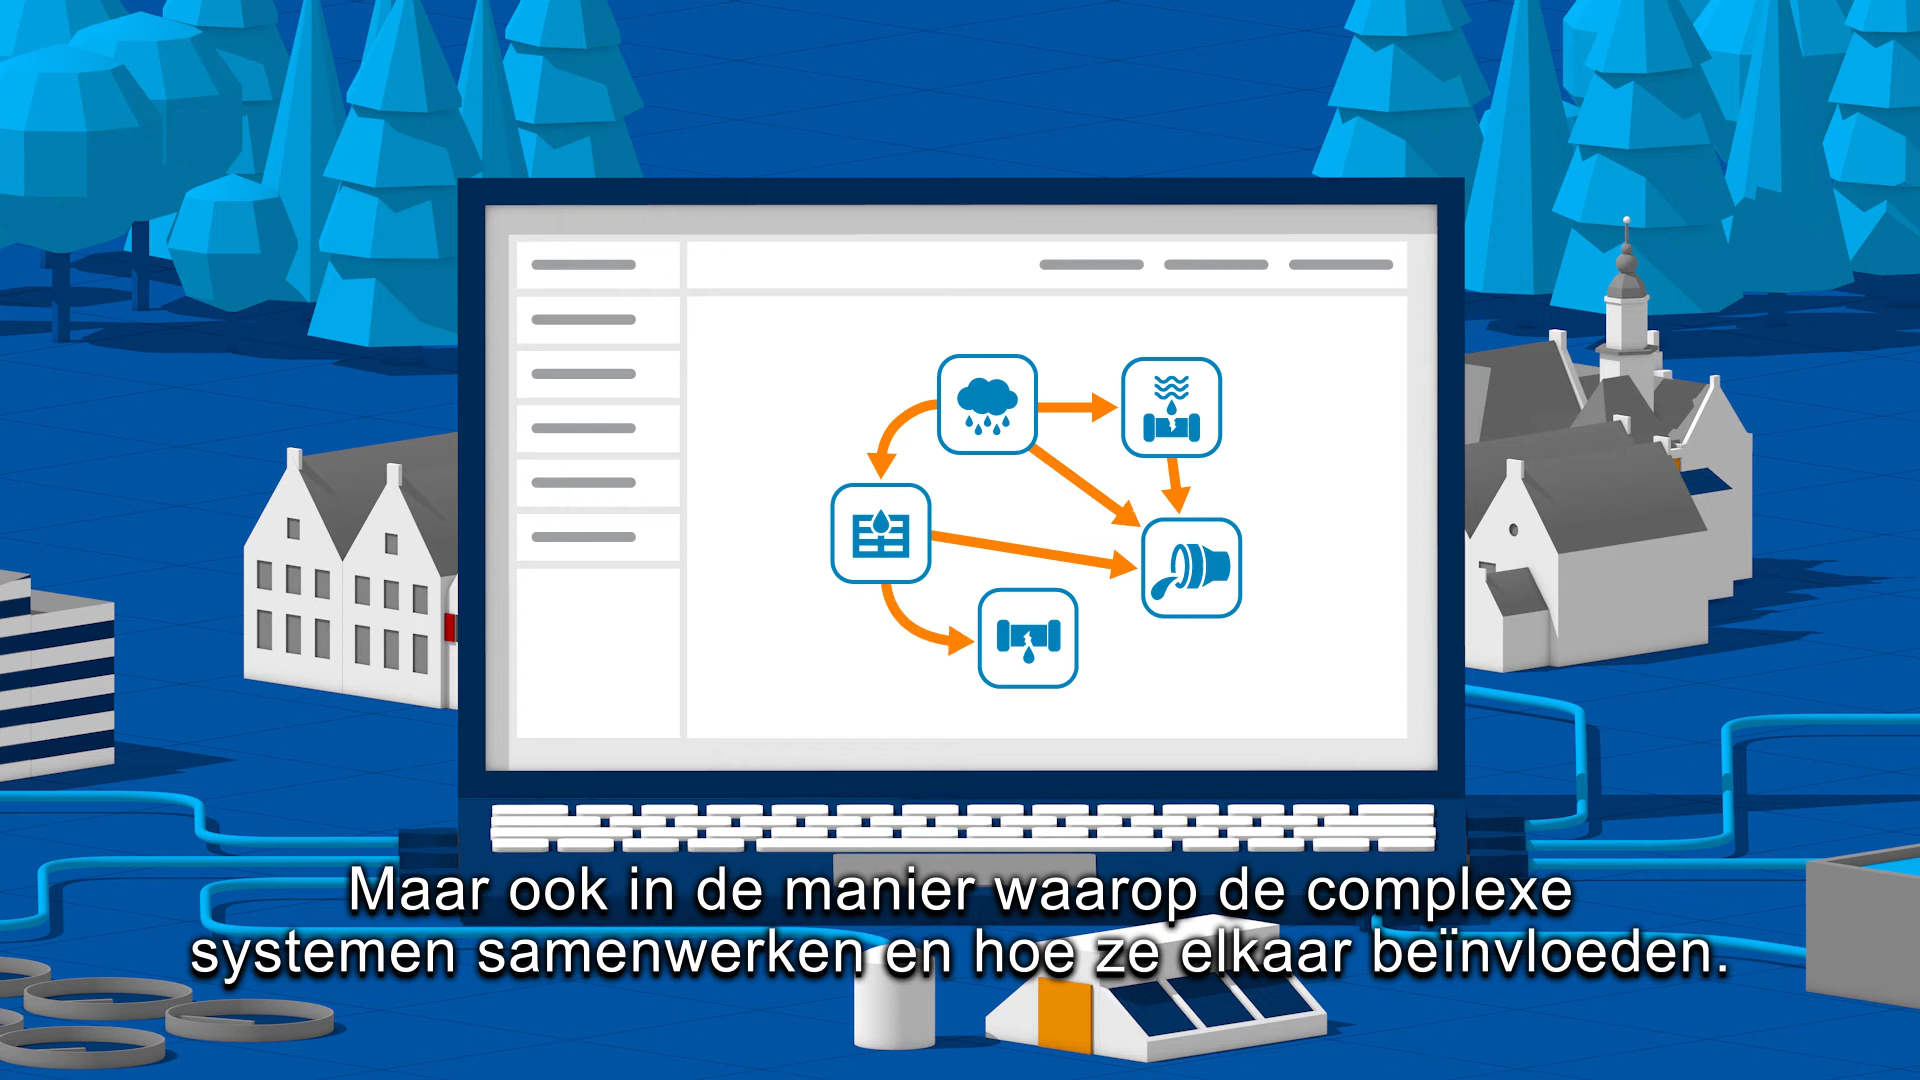 Maar ook in de manier waarop de complexe
systemen samenwerken en hoe ze elkaar beïnvloeden.